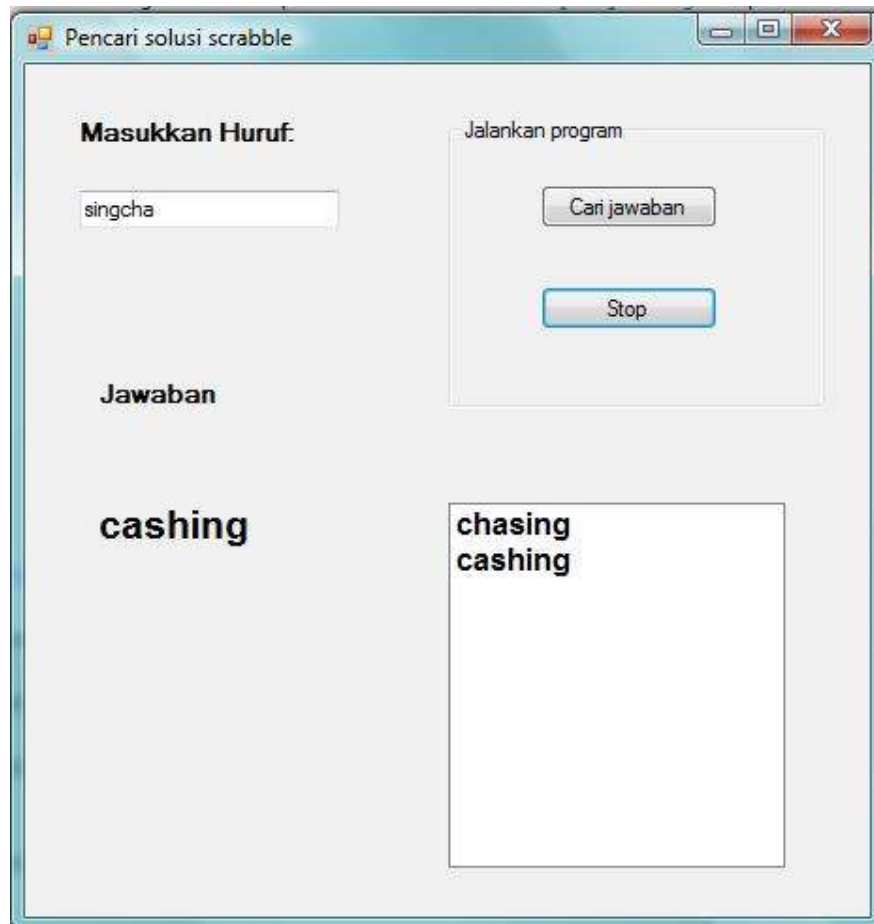 Pencari solusi scrabble
Masukkan Huruf:
singcha
Jalankan program
Cari jawaban
Stop
Jawaban
cashing
chasing
cashing